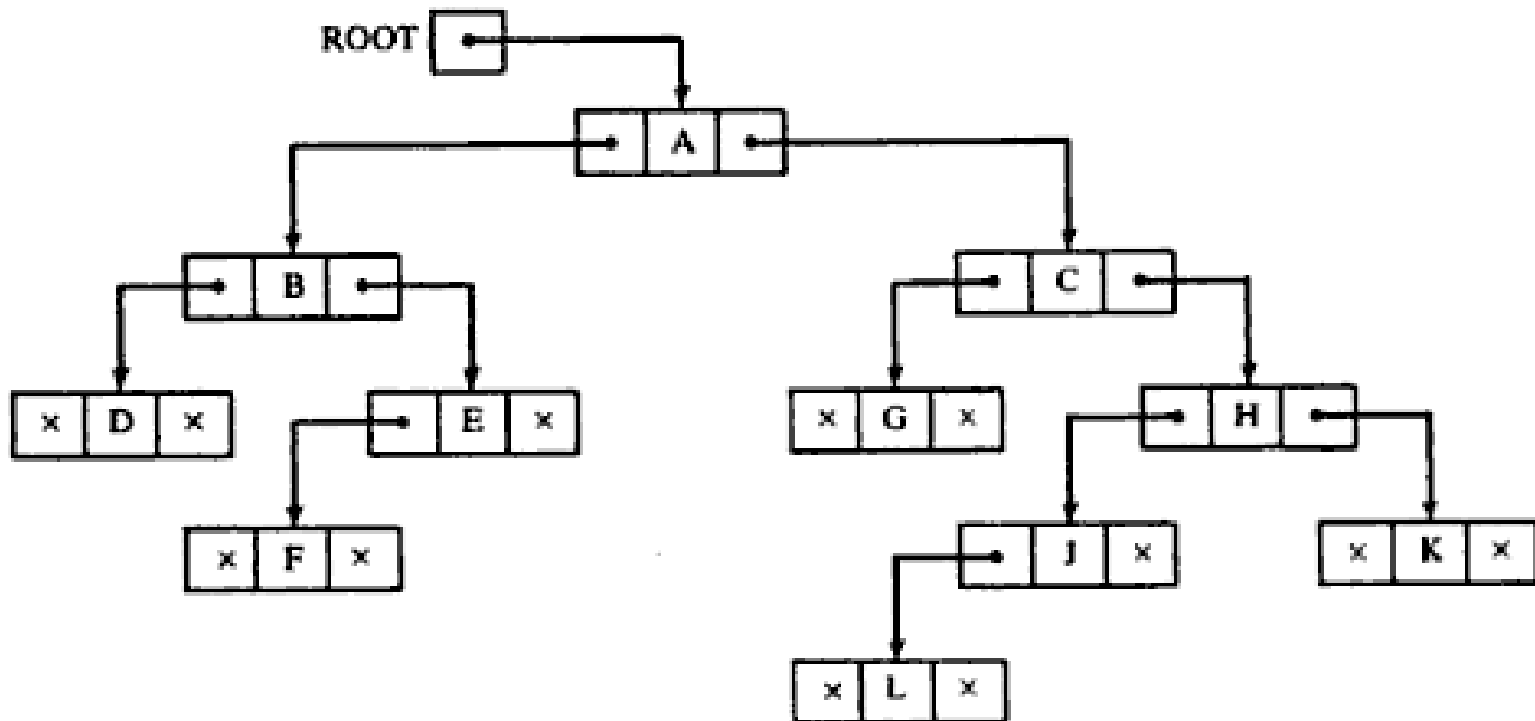 ROOT
A
B
C
× D ×
E ×
× G ×
H
× F ×
J ×
× K ×
× L ×